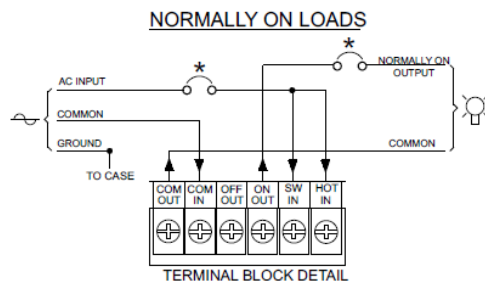 NORMALLY ON LOADS
*
NORMALLY ON
OUTPUT
*
AC INPUT
COMMON
GROUND
COMMON
TO CASE
COM OUT
COM IN
OFF OUT
ON OUT
SW IN
HOT IN
TERMINAL BLOCK DETAIL